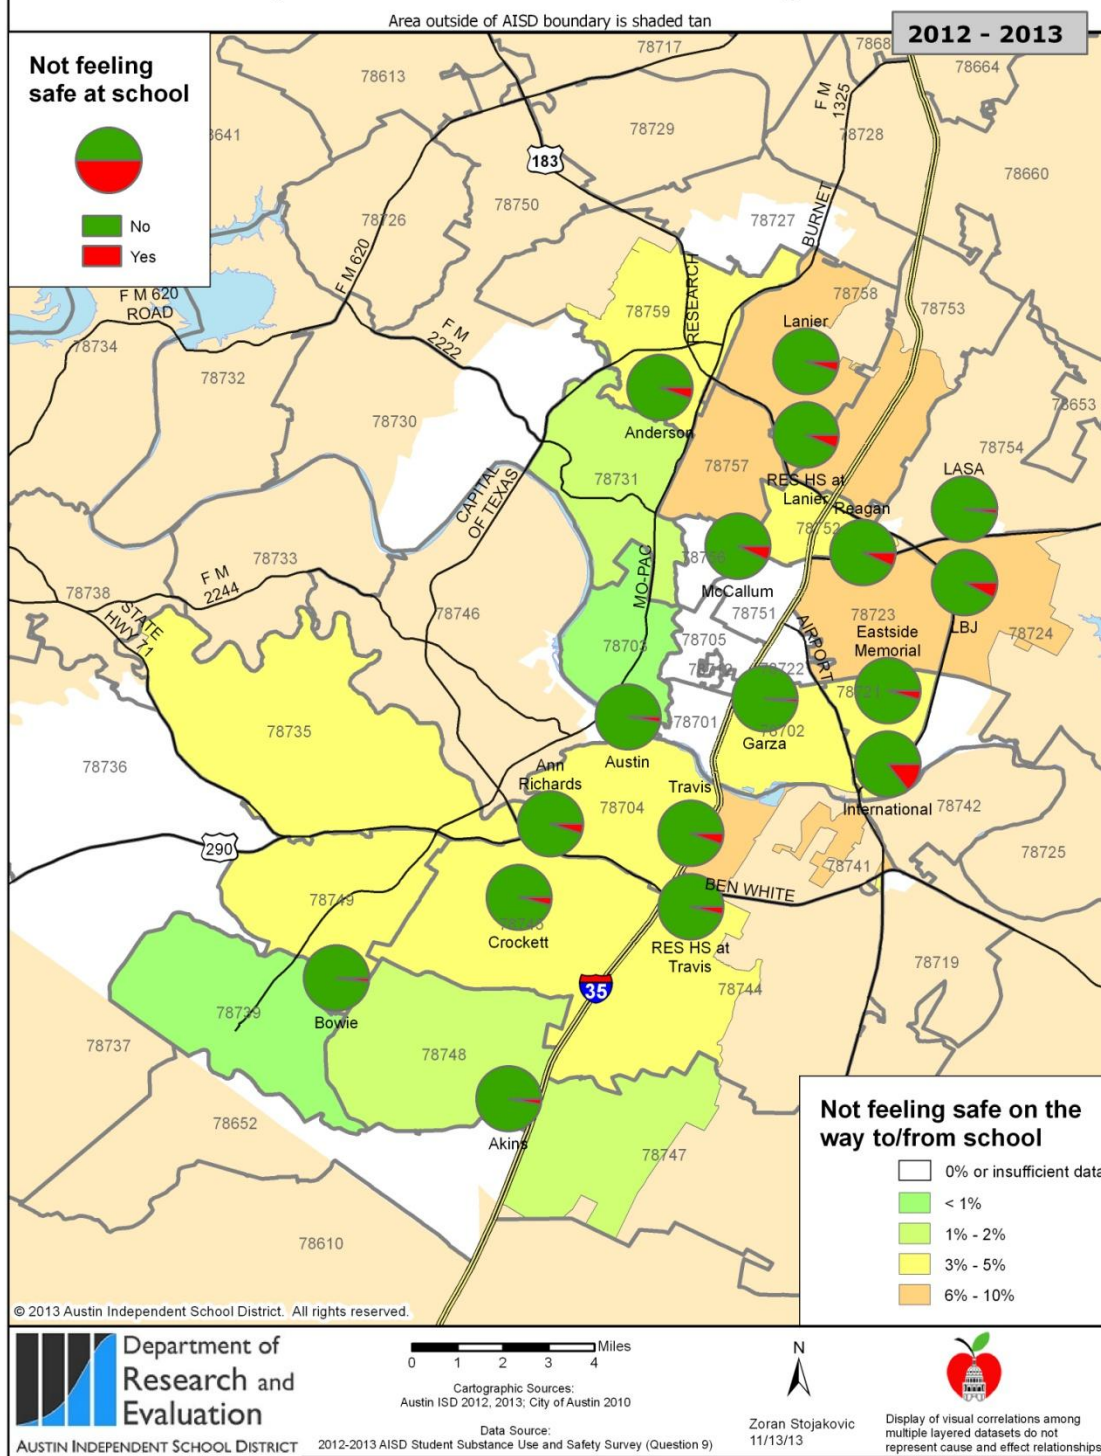 Area outside of AISD boundary is shaded tan
2012 - 2013
Not feeling
safe at school
No
Yes
78717
78613
78664
78729
78728
183
F M
1325
78660
78750
78726
78727
BURNET
F M 620
F M 620
ROAD
RESEARCH
78759
78758
78753
Lanier
F M
2222
78734
78732
78730
78653
Anderson
78757
78754
LASA
78731
RES HS at
Lanier
Reagan
CAPITAL
OF TEXAS
78752
78733
McCallum
F M
2244
78738
STATE
HWY 71
78746
MO-PAC
78751
AIRPORT
78723
LBJ
78724
Eastside
Memorial
78703
78705
78722
78721
78701
78702
Garza
Austin
78735
78736
Ann
Richards
78704
Travis
International
78742
78725
290
78741
BEN WHITE
78749
Crockett
RES HS at
Travis
78719
35
78744
78739
Bowie
78737
78748
Akins
78652
78747
78610
Not feeling safe on the
way to/from school
0% or insufficient data
< 1%
1% - 2%
3% - 5%
6% - 10%
© 2013 Austin Independent School District. All rights reserved.
Department of
Research and
Evaluation
AUSTIN INDEPENDENT SCHOOL DISTRICT
Miles
0 1 2 3 4
Cartographic Sources:
Austin ISD 2012, 2013; City of Austin 2010
Data Source:
2012-2013 AISD Student Substance Use and Safety Survey (Question 9)
N
Zoran Stojakovic
11/13/13
Display of visual correlations among
multiple layered datasets do not
represent cause and effect relationships